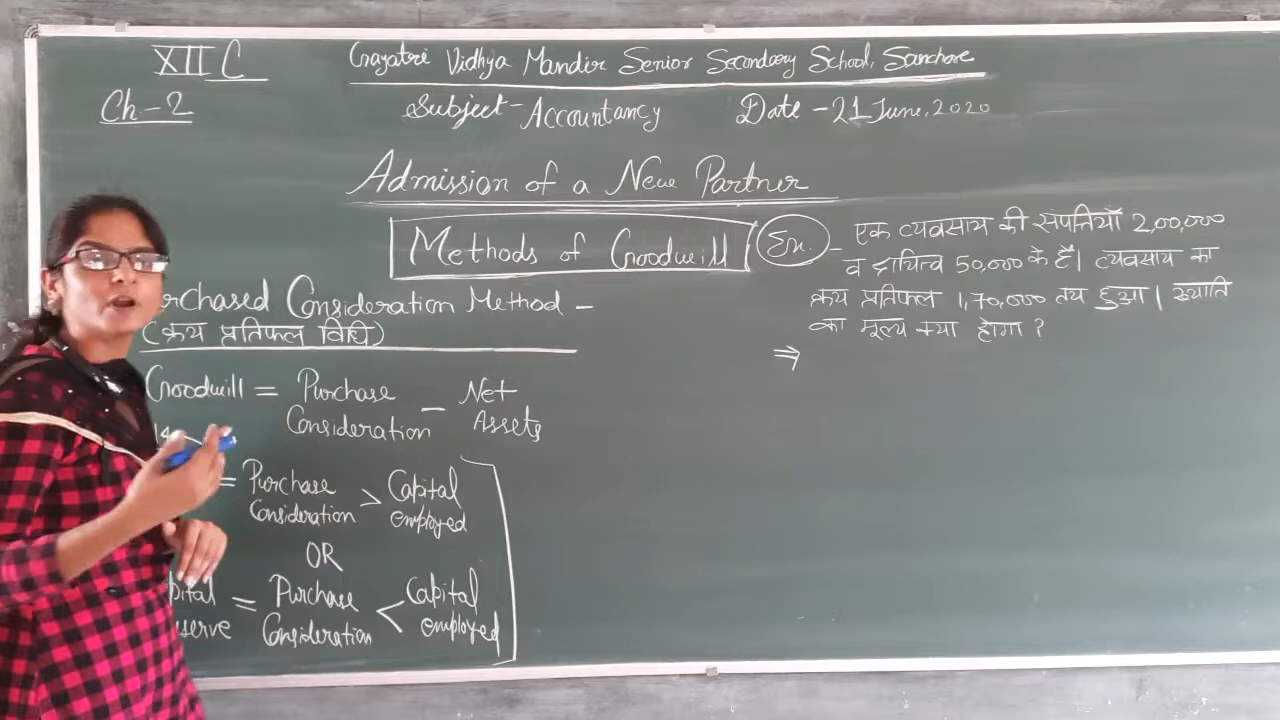 XII C
Gayatri Vidhya Mandir Senior Secondary School, Sanchore
Ch-2
Subject - Accountancy Date - 21 June, 2020
Admission of a New Partner
Methods of Goodwill
rchased Consideration Method -
(क्रय प्रतिफल विधि)
Goodwill = Purchase Consideration - Net Assets
= Purchase Consideration > Capital employed
OR
pital serve = Purchase Consideration < Capital employed
Ex. - एक व्यवसाय की संपत्तियाँ 2,00,000
व दायित्व 50,000 के हैं। व्यवसाय का
क्रय प्रतिफल 1,70,000 तय हुआ। ख्याति
का मूल्य क्या होगा ?
⇒